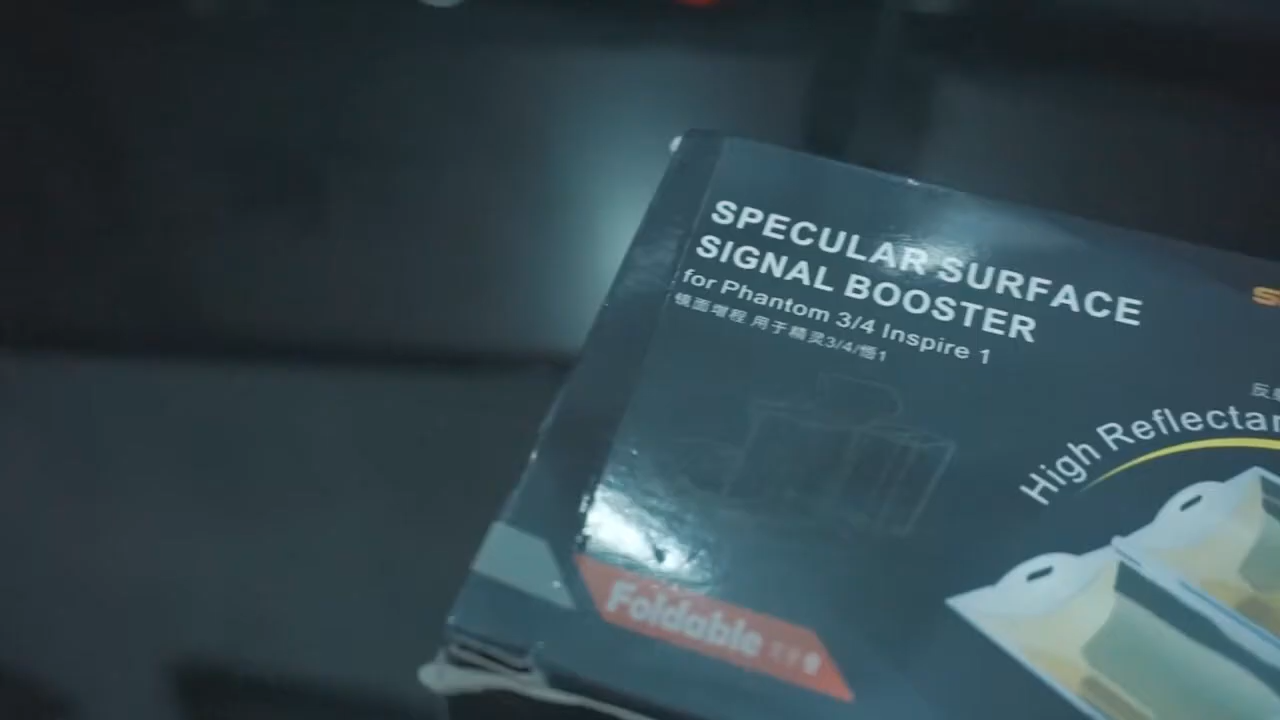 SPECULAR SURFACE
SIGNAL BOOSTER
for Phantom 3/4 Inspire 1
镜面增程 用于精灵3/4/悟1
High
Foldable